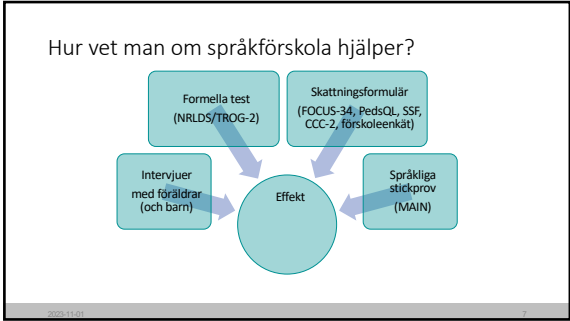 Hur vet man om språkförskola hjälper?
Formella test
(NRLDS/TROG-2)
Skattningsformulär
(FOCUS-34, PedsQL, SSF,
CCC-2, förskoleenkät)
Intervjuer
med föräldrar
(och barn)
Effekt
Språkliga
stickprov
(MAIN)
2023-11-01
7